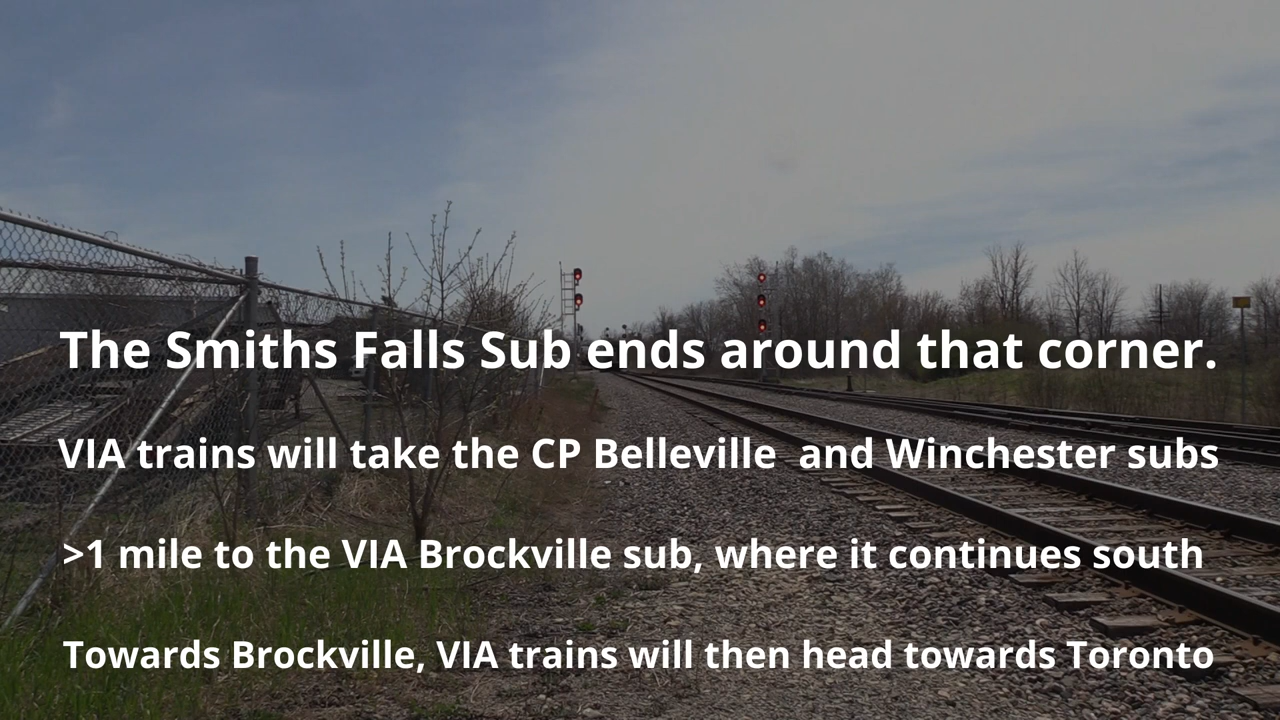 The Smiths Falls Sub ends around that corner.
VIA trains will take the CP Belleville  and Winchester subs
>1 mile to the VIA Brockville sub, where it continues south
Towards Brockville, VIA trains will then head towards Toronto